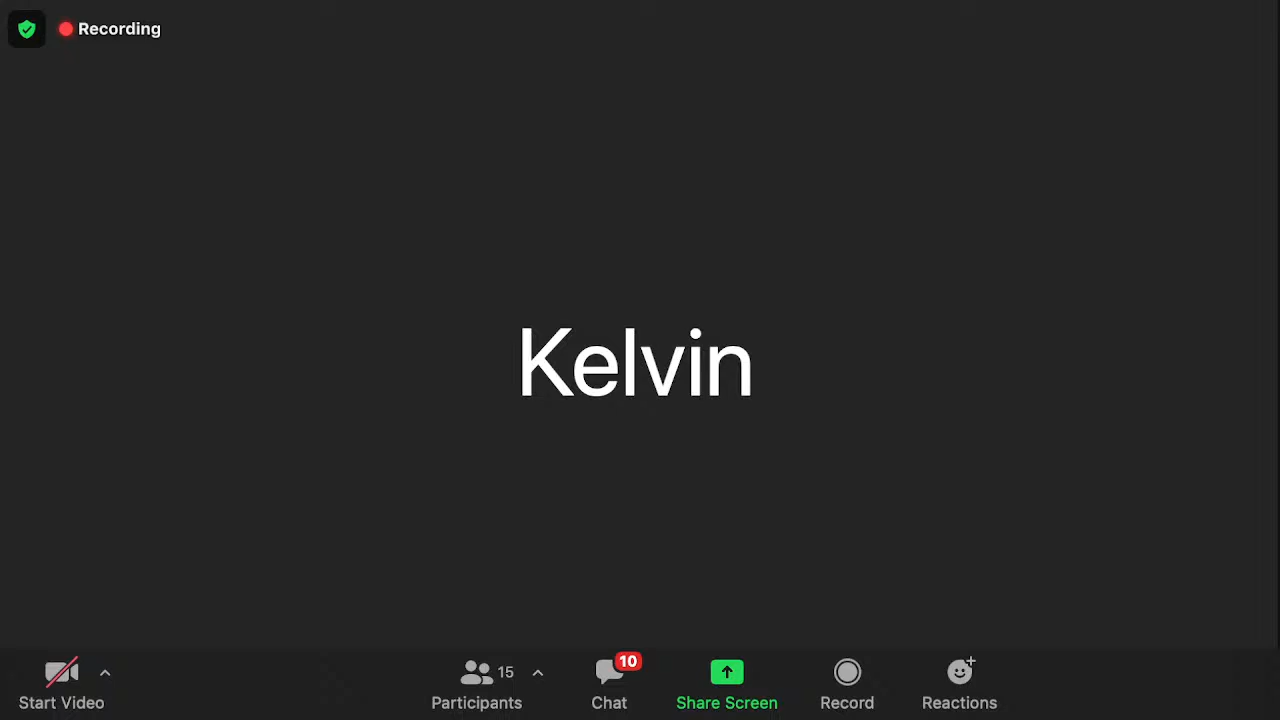 Recording
Kelvin
15
10
Start Video
Participants
Chat
Share Screen
Record
Reactions